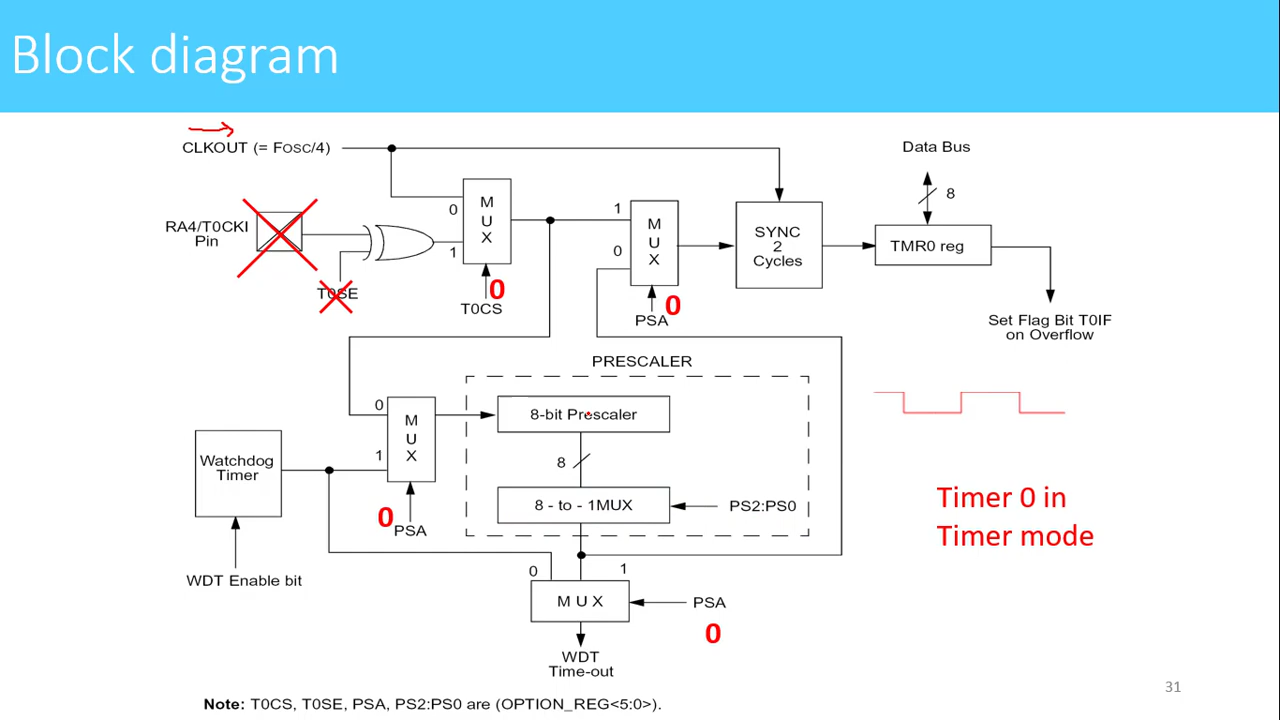 Block diagram
CLKOUT (= FOSC/4)
Data Bus
8
RA4/T0CKI
Pin
T0SE
0
1
M
U
X
T0CS
0
1
0
M
U
X
PSA
0
SYNC
2
Cycles
TMR0 reg
Set Flag Bit T0IF
on Overflow
PRESCALER
0
1
M
U
X
0
PSA
8-bit Prescaler
8
8 - to - 1MUX
PS2:PS0
Watchdog
Timer
WDT Enable bit
0
1
M U X
PSA
0
WDT
Time-out
Timer 0 in
Timer mode
Note: T0CS, T0SE, PSA, PS2:PS0 are (OPTION_REG<5:0>).
31